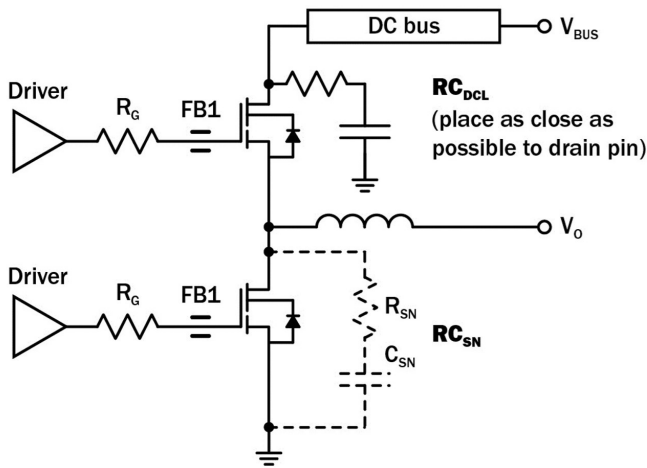 DC bus
V_BUS
Driver
R_G
FB1
RC_DCL
(place as close as
possible to drain pin)
V_O
Driver
R_G
FB1
R_SN
RC_SN
C_SN